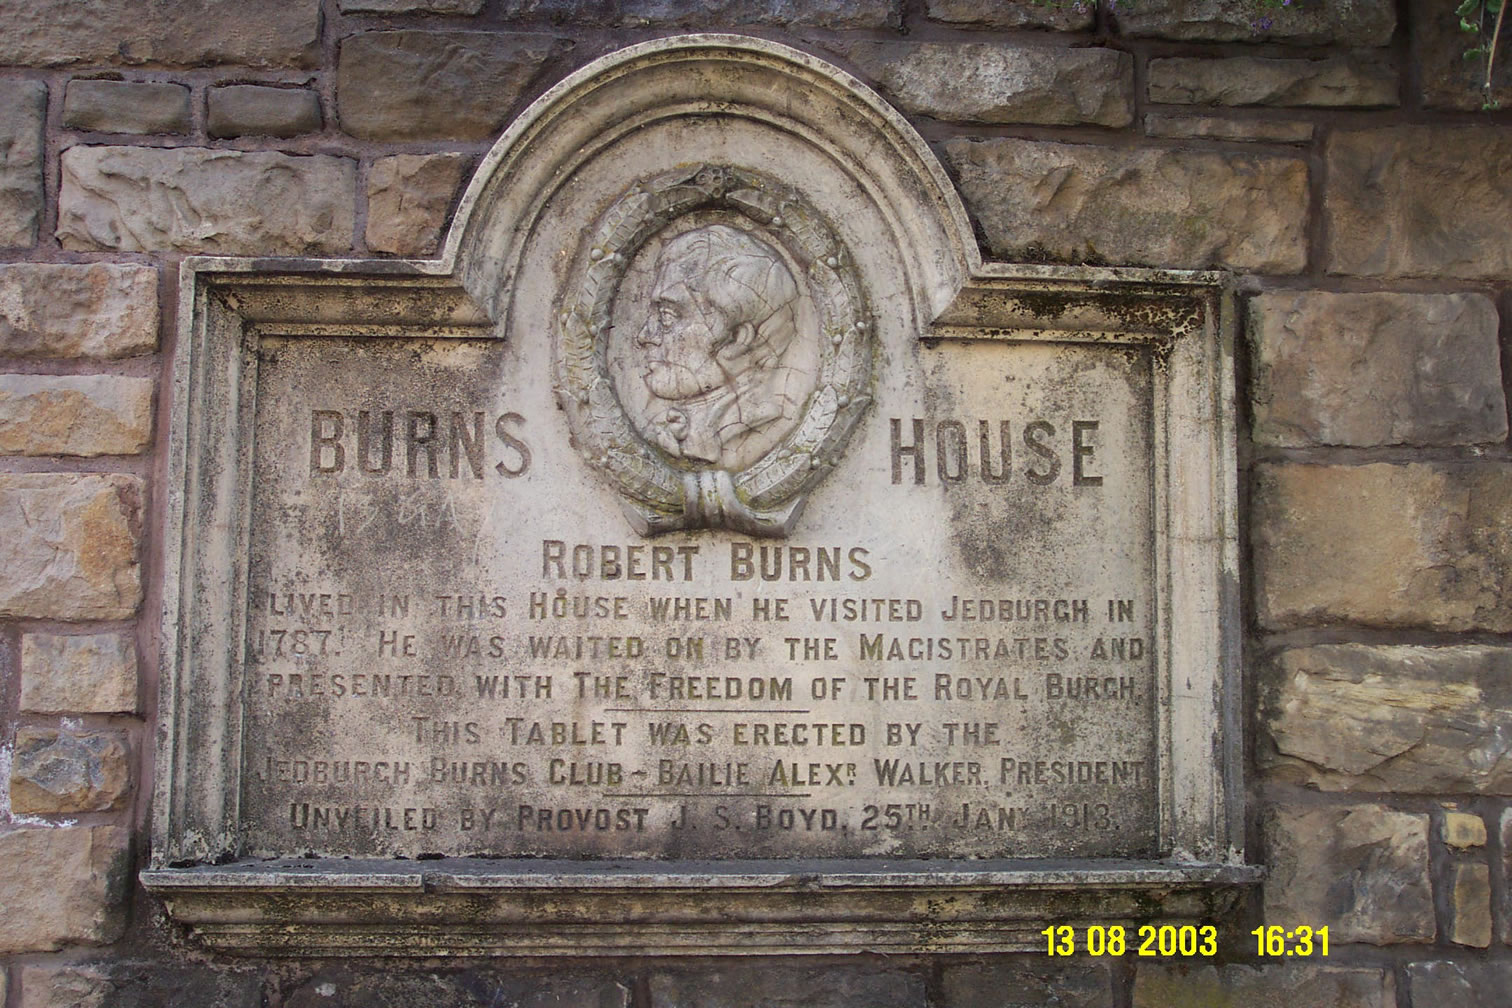 BURNS HOUSE
ROBERT BURNS
LIVED IN THIS HOUSE WHEN HE VISITED JEDBURGH IN
1787. HE WAS WAITED ON BY THE MAGISTRATES, AND
PRESENTED WITH THE FREEDOM OF THE ROYAL BURGH.
THIS TABLET WAS ERECTED BY THE
JEDBURGH BURNS CLUB ~ BAILIE ALEXR. WALKER, PRESIDENT
UNVEILED BY PROVOST J. S. BOYD, 25TH JANY 1913.
13 08 2003 16:31